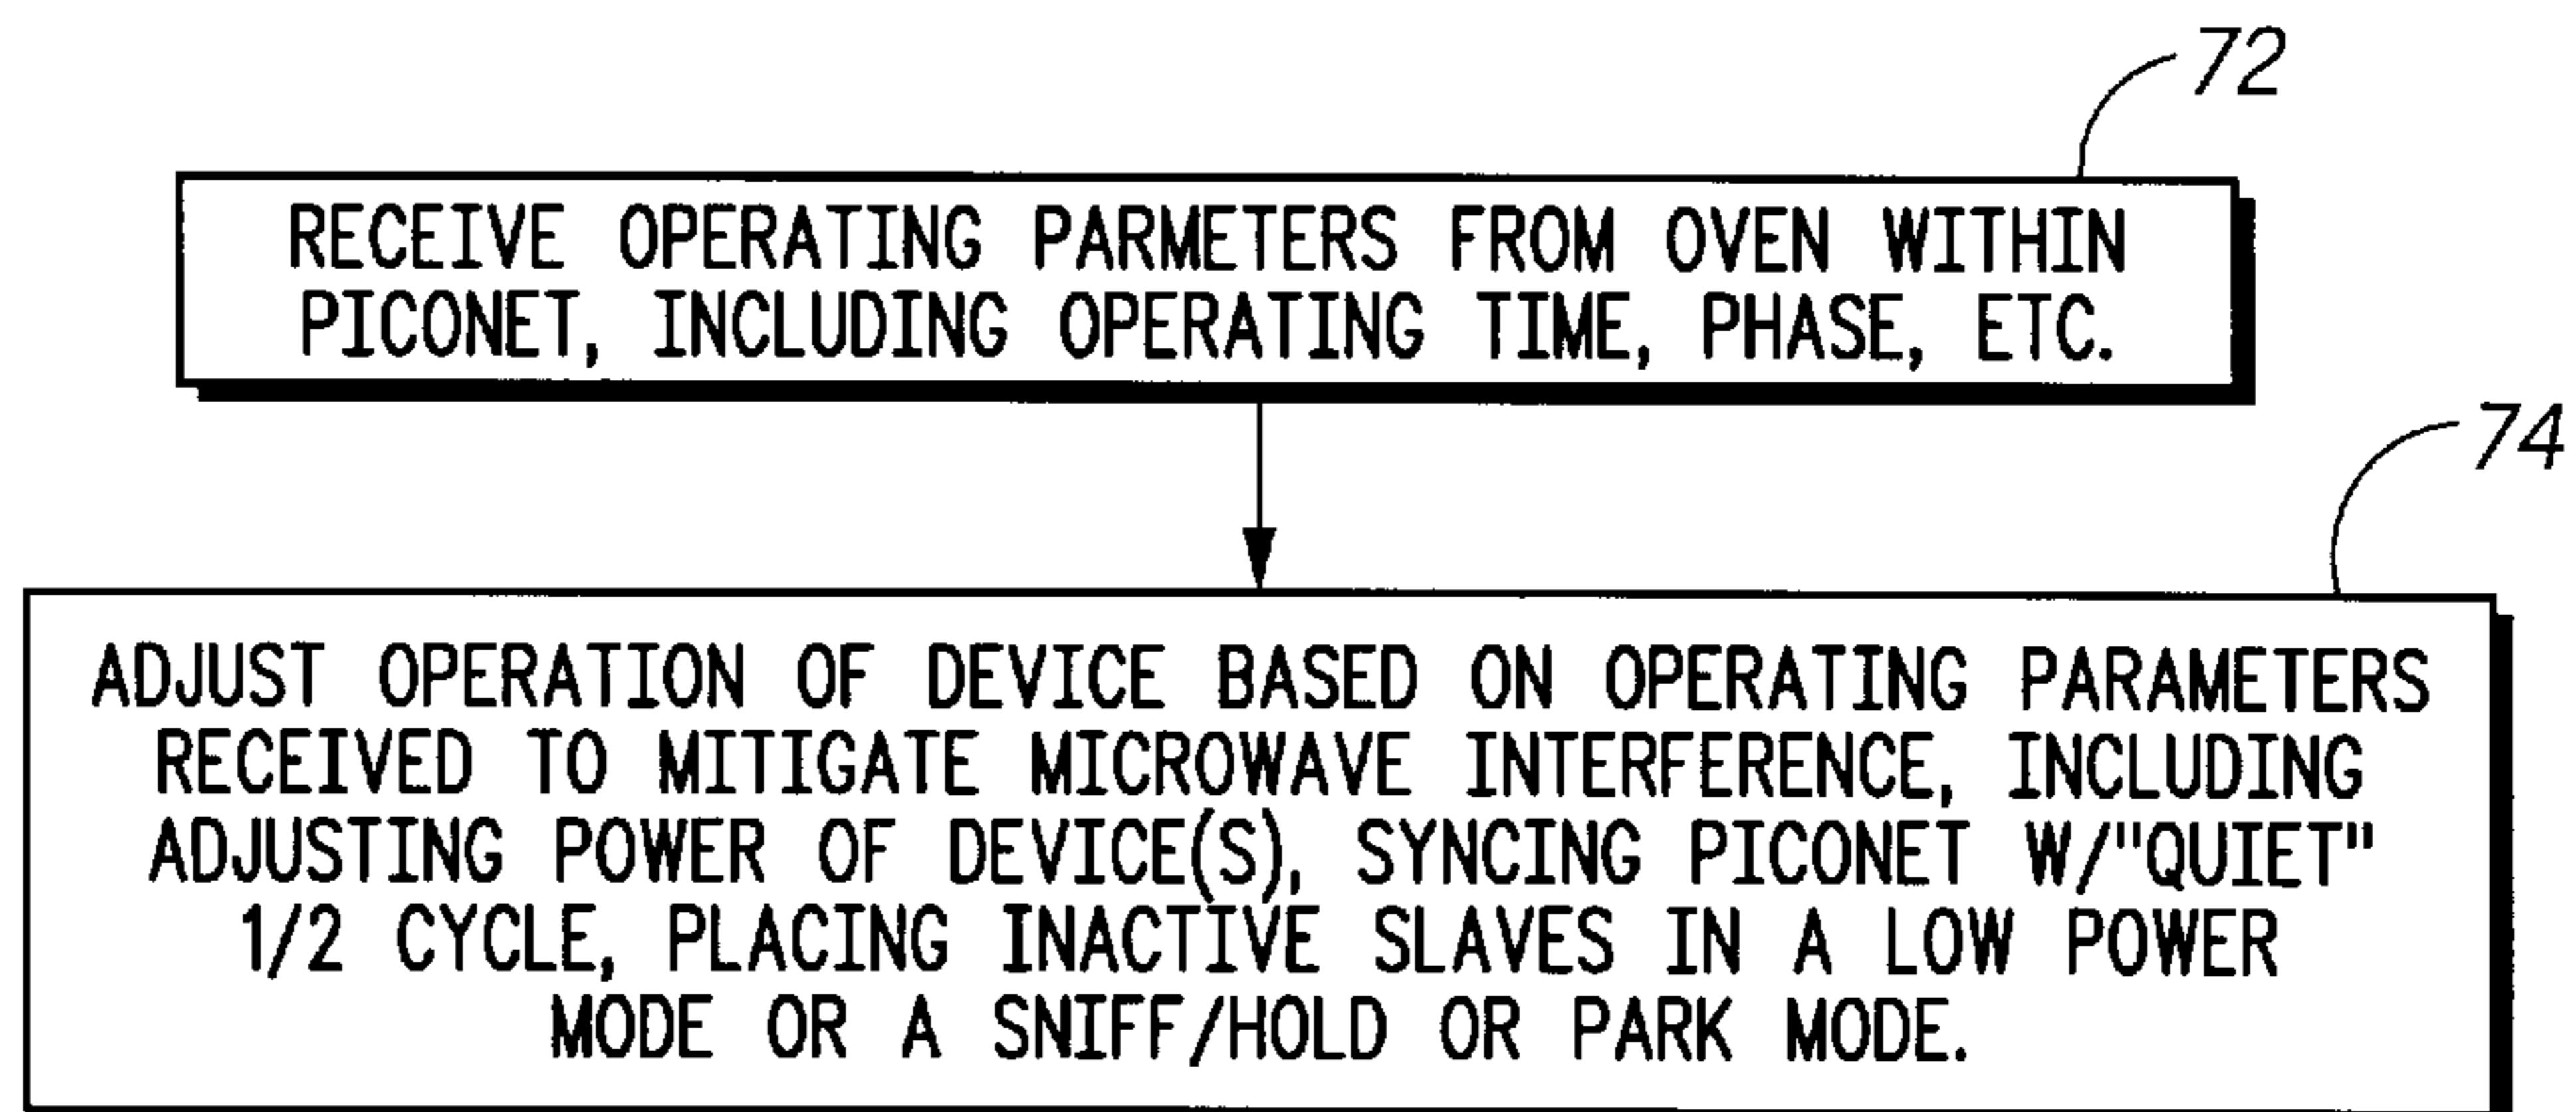 72
RECEIVE OPERATING PARMETERS FROM OVEN WITHIN
PICONET, INCLUDING OPERATING TIME, PHASE, ETC.
74
ADJUST OPERATION OF DEVICE BASED ON OPERATING PARAMETERS
RECEIVED TO MITIGATE MICROWAVE INTERFERENCE, INCLUDING
ADJUSTING POWER OF DEVICE(S), SYNCING PICONET W/"QUIET"
1/2 CYCLE, PLACING INACTIVE SLAVES IN A LOW POWER
MODE OR A SNIFF/HOLD OR PARK MODE.